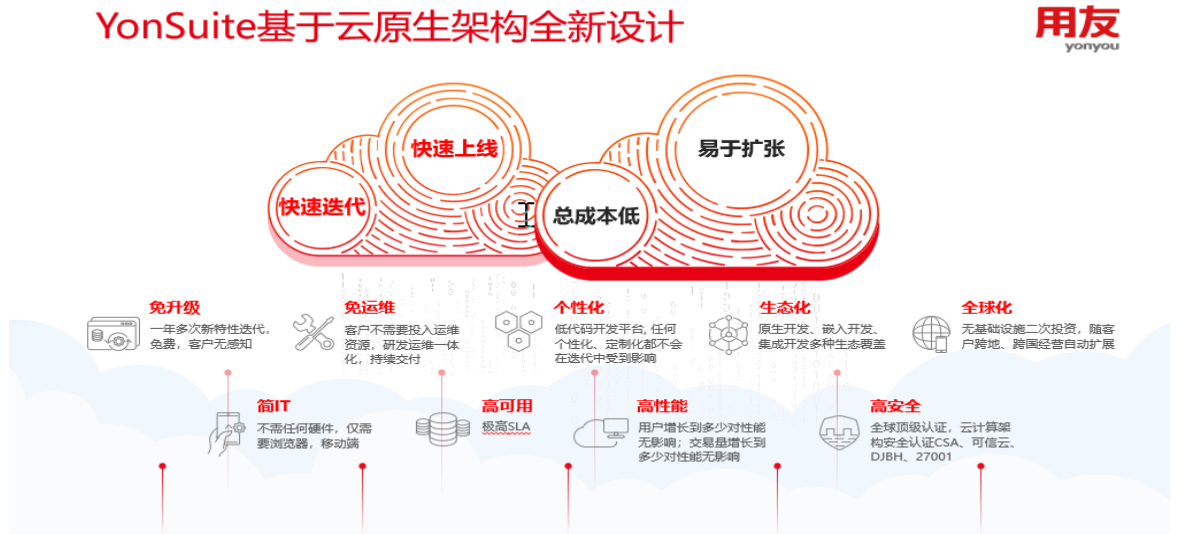 YonSuite基于云原生架构全新设计
用友
yonyou
快速上线
易于扩张
快速迭代
总成本低
免升级
一年多次新特性迭代，
免费，客户无感知
免运维
客户不需要投入运维
资源，研发运维一体
化，持续交付
个性化
低代码开发平台, 任何
个性化、定制化都不会
在迭代中受到影响
生态化
原生开发、嵌入开发、
集成开发多种生态覆盖
全球化
无基础设施二次投资，随客
户跨地、跨国经营自动扩展
简IT
不需任何硬件，仅需
要浏览器，移动端
高可用
极高SLA
高性能
用户增长到多少对性能
无影响；交易量增长到
多少对性能无影响
高安全
全球顶级认证，云计算架
构安全认证CSA、可信云、
DJBH、27001